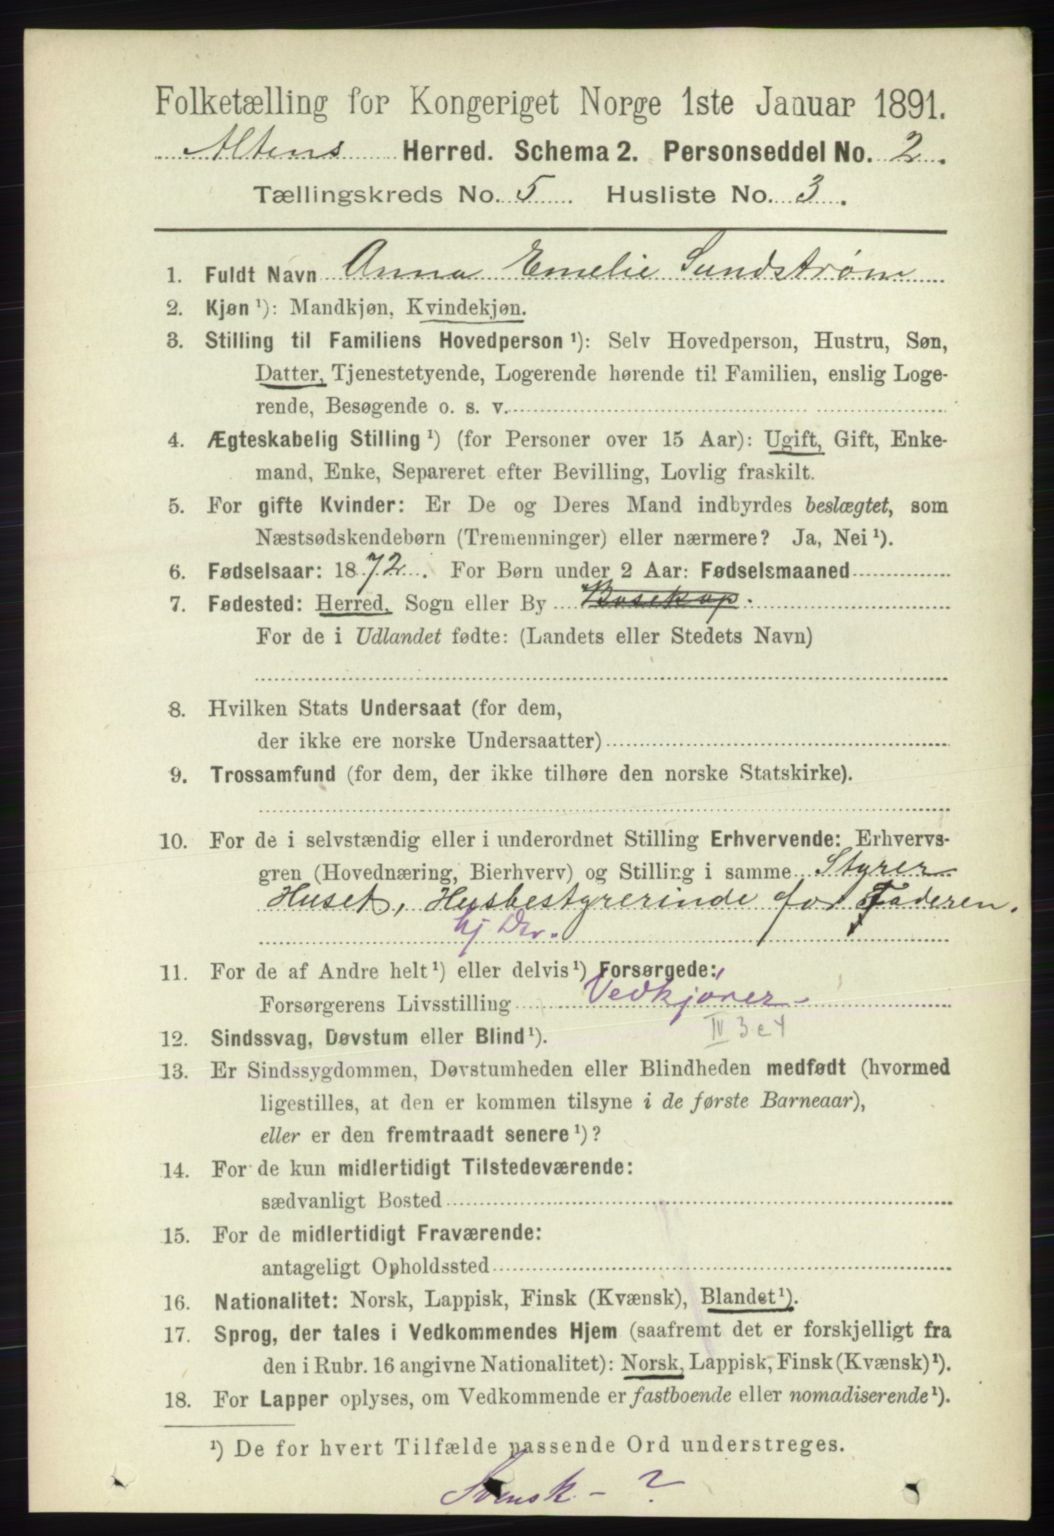 Folketælling for Kongeriget Norge 1ste Januar 1891.
Altens Herred. Schema 2. Personseddel No. 2.
Tællingskreds No. 5 Husliste No. 3.
1. Fuldt Navn Anna Emelie Sundstrøm
2. Kjøn ¹): Mandkjøn, Kvindekjøn.
3. Stilling til Familiens Hovedperson ¹): Selv Hovedperson, Hustru, Søn,
Datter, Tjenestetyende, Logerende hørende til Familien, enslig Loge-
rende, Besøgende o. s. v.
4. Ægteskabelig Stilling ¹) (for Personer over 15 Aar): Ugift, Gift, Enke-
mand, Enke, Separeret efter Bevilling, Lovlig fraskilt.
5. For gifte Kvinder: Er De og Deres Mand indbyrdes beslægtet, som
Næstsødskendebørn (Tremenninger) eller nærmere? Ja, Nei ¹).
6. Fødselsaar: 1872. For Børn under 2 Aar: Fødselsmaaned
7. Fødested: Herred, Sogn eller By Bosekop.
For de i Udlandet fødte: (Landets eller Stedets Navn)
8. Hvilken Stats Undersaat (for dem,
der ikke ere norske Undersaatter)
9. Trossamfund (for dem, der ikke tilhøre den norske Statskirke).
10. For de i selvstændig eller i underordnet Stilling Erhvervende: Erhvervs-
gren (Hovednæring, Bierhverv) og Stilling i samme Styrer
Huset, Husbestyrerinde for Faderen.
hj Dtr.
11. For de af Andre helt ¹) eller delvis ¹) Forsørgede:
Forsørgerens Livsstilling Vedkjører
IV 3 e 4
12. Sindssvag, Døvstum eller Blind ¹).
13. Er Sindssygdommen, Døvstumheden eller Blindheden medfødt (hvormed
ligestilles, at den er kommen tilsyne i de første Barneaar),
eller er den fremtraadt senere ¹)?
14. For de kun midlertidigt Tilstedeværende:
sædvanligt Bosted
15. For de midlertidigt Fraværende:
antageligt Opholdssted
16. Nationalitet: Norsk, Lappisk, Finsk (Kvænsk), Blandet ¹).
17. Sprog, der tales i Vedkommendes Hjem (saafremt det er forskjelligt fra
den i Rubr. 16 angivne Nationalitet): Norsk, Lappisk, Finsk (Kvænsk) ¹).
18. For Lapper oplyses, om Vedkommende er fastboende eller nomadiserende ¹).
¹) De for hvert Tilfælde passende Ord understreges.
Svensk - ?